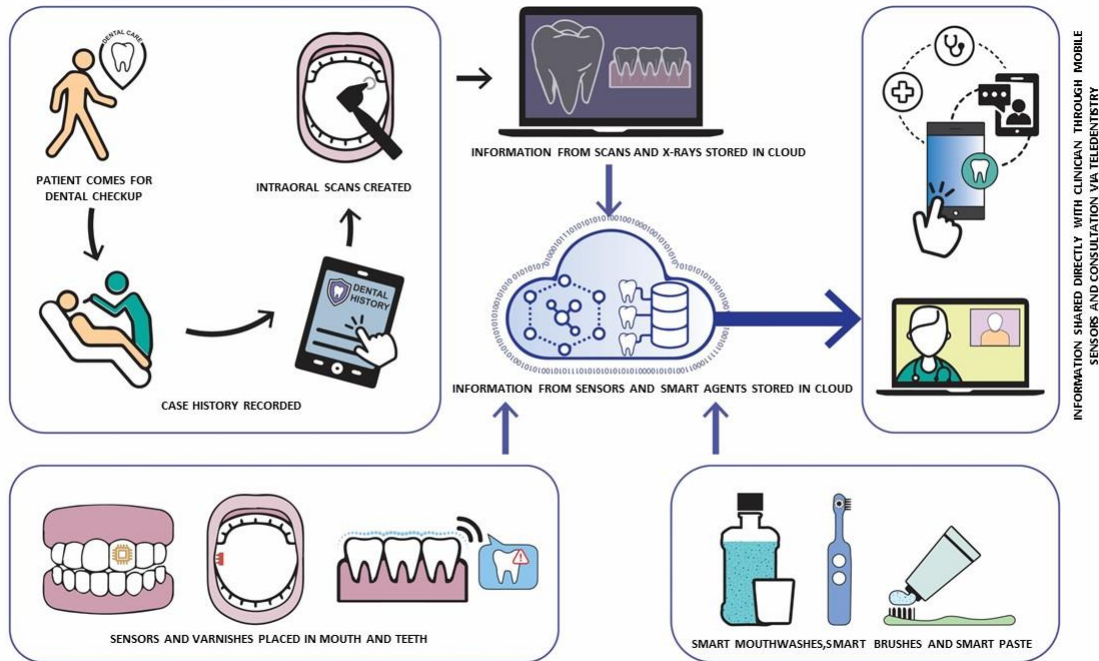 DENTAL CARE
PATIENT COMES FOR
DENTAL CHECKUP
INTRAORAL SCANS CREATED
DENTAL
HISTORY
CASE HISTORY RECORDED
INFORMATION FROM SCANS AND X-RAYS STORED IN CLOUD
INFORMATION FROM SENSORS AND SMART AGENTS STORED IN CLOUD
INFORMATION SHARED DIRECTLY WITH CLINICIAN THROUGH MOBILE
SENSORS AND CONSULTATION VIA TELEDENTISTRY
SENSORS AND VARNISHES PLACED IN MOUTH AND TEETH
SMART MOUTHWASHES,SMART BRUSHES AND SMART PASTE